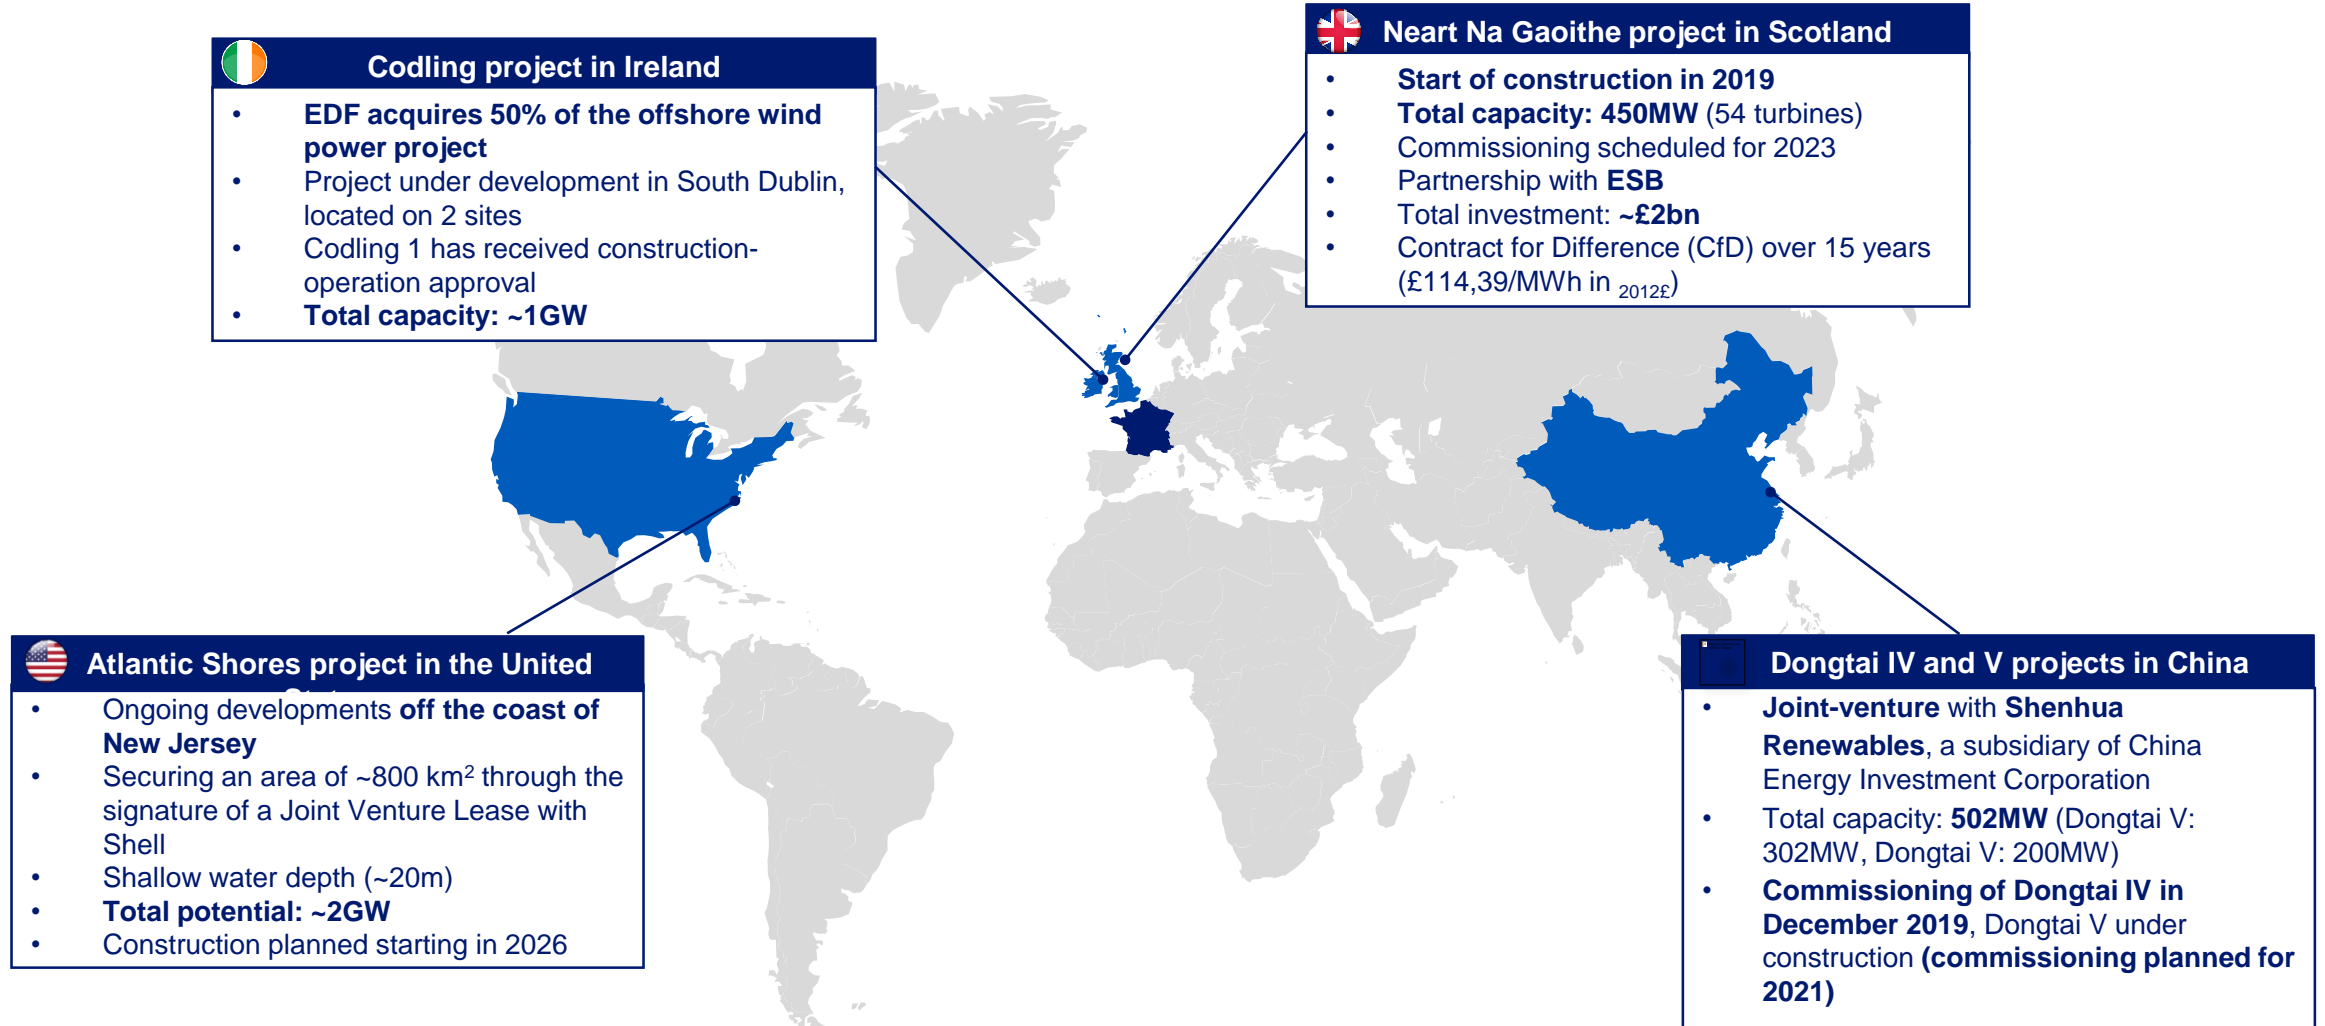 Codling project in Ireland
• EDF acquires 50% of the offshore wind
power project
• Project under development in South Dublin,
located on 2 sites
• Codling 1 has received construction-
operation approval
• Total capacity: ~1GW
Neart Na Gaoithe project in Scotland
• Start of construction in 2019
• Total capacity: 450MW (54 turbines)
• Commissioning scheduled for 2023
• Partnership with ESB
• Total investment: ~£2bn
• Contract for Difference (CfD) over 15 years
(£114,39/MWh in 2012£)
Atlantic Shores project in the United
• Ongoing developments off the coast of
New Jersey
• Securing an area of ~800 km² through the
signature of a Joint Venture Lease with
Shell
• Shallow water depth (~20m)
• Total potential: ~2GW
• Construction planned starting in 2026
Dongtai IV and V projects in China
• Joint-venture with Shenhua
Renewables, a subsidiary of China
Energy Investment Corporation
• Total capacity: 502MW (Dongtai V:
302MW, Dongtai V: 200MW)
• Commissioning of Dongtai IV in
December 2019, Dongtai V under
construction (commissioning planned for
2021)